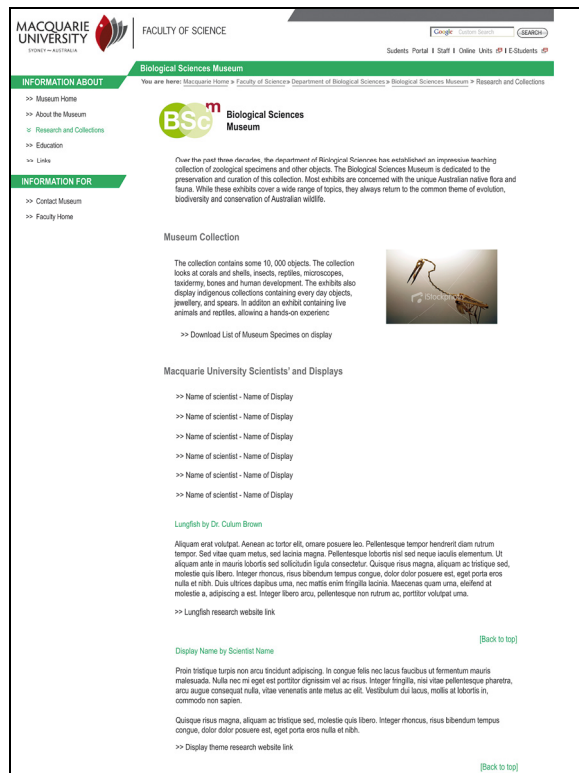 MACQUARIE
UNIVERSITY
SYDNEY ~ AUSTRALIA
FACULTY OF SCIENCE
Google Custom Search SEARCH
Sudents Portal I Staff I Online Units I E-Students
Biological Sciences Museum
INFORMATION ABOUT
You are here: Macquarie Home > Faculty of Science > Department of Biological Sciences > Biological Sciences Museum > Research and Collections
>> Museum Home
>> About the Museum
Research and Collections
>> Education
>> Links
INFORMATION FOR
>> Contact Museum
>> Faculty Home
BSc m
Biological Sciences
Museum
Over the past three decades, the department of Biological Sciences has established an impressive teaching
collection of zoological specimens and other objects. The Biological Sciences Museum is dedicated to the
preservation and curation of this collection. Most exhibits are concerned with the unique Australian native flora and
fauna. While these exhibits cover a wide range of topics, they always return to the common theme of evolution,
biodiversity and conservation of Australian wildlife.
Museum Collection
The collection contains some 10, 000 objects. The collection
looks at corals and shells, insects, reptiles, microscopes,
taxidermy, bones and human development. The exhibits also
display indigenous collections containing every day objects,
jewellery, and spears. In additon an exhibit containing live
animals and reptiles, allowing a hands-on experienc
iStockphoto
>> Download List of Museum Specimes on display
Macquarie University Scientists' and Displays
>> Name of scientist - Name of Display
>> Name of scientist - Name of Display
>> Name of scientist - Name of Display
>> Name of scientist - Name of Display
>> Name of scientist - Name of Display
>> Name of scientist - Name of Display
Lungfish by Dr. Culum Brown
Aliquam erat volutpat. Aenean ac tortor elit, ornare posuere leo. Pellentesque tempor hendrerit diam rutrum
tempor. Sed vitae quam metus, sed lacinia magna. Pellentesque lobortis nisl sed neque iaculis elementum. Ut
aliquam ante in mauris lobortis sed sollicitudin ligula consectetur. Quisque risus magna, aliquam ac tristique sed,
molestie quis libero. Integer rhoncus, risus bibendum tempus congue, dolor dolor posuere est, eget porta eros
nulla et nibh. Duis ultrices dapibus urna, nec mattis enim fringilla lacinia. Maecenas quam urna, eleifend at
molestie a, adipiscing a est. Integer libero arcu, pellentesque non rutrum ac, porttitor volutpat urna.
>> Lungfish research website link
[Back to top]
Display Name by Scientist Name
Proin tristique turpis non arcu tincidunt adipiscing. In congue felis nec lacus faucibus ut fermentum mauris
malesuada. Nulla nec mi eget est porttitor dignissim vel ac risus. Integer fringilla, nisi vitae pellentesque pharetra,
arcu augue consequat nulla, vitae venenatis ante metus ac elit. Vestibulum dui lacus, mollis at lobortis in,
commodo non sapien.
Quisque risus magna, aliquam ac tristique sed, molestie quis libero. Integer rhoncus, risus bibendum tempus
congue, dolor dolor posuere est, eget porta eros nulla et nibh.
>> Display theme research website link
[Back to top]